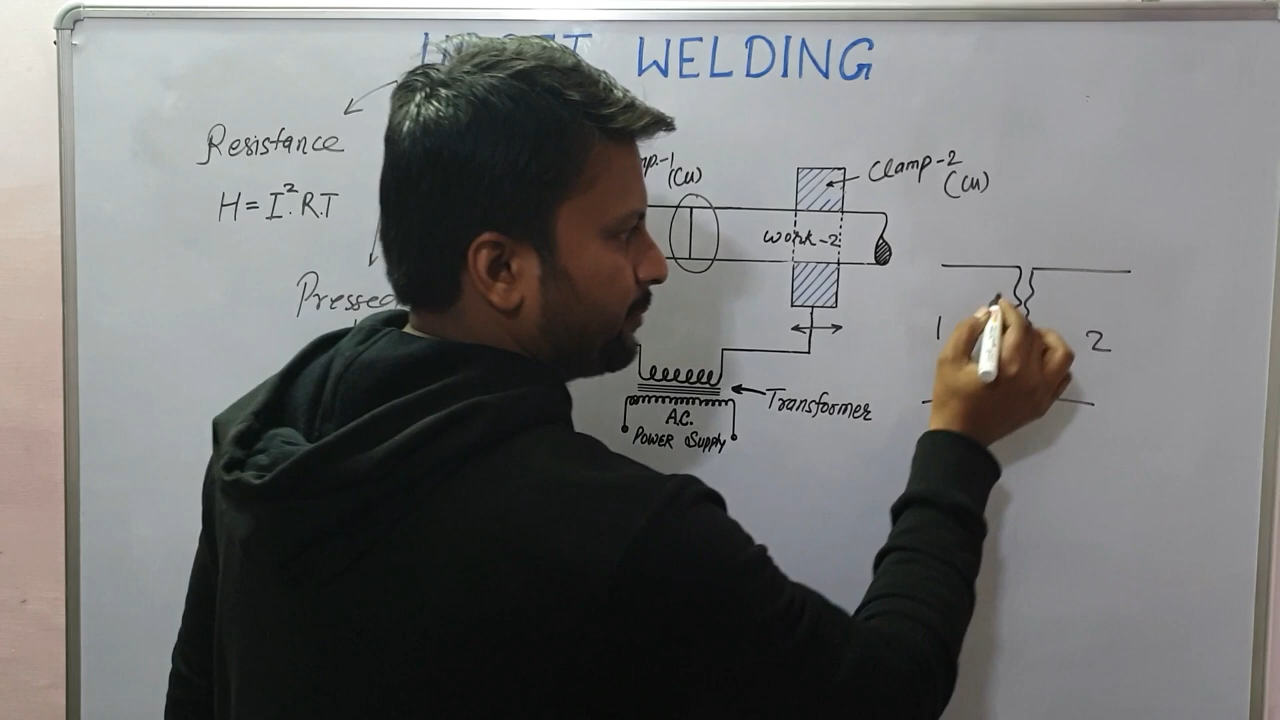 WELDING
Resistance
H = I².R.T
Pressed
(Cu)
Clamp-2
(Cu)
Work-2
1
2
Transformer
A.C.
Power Supply